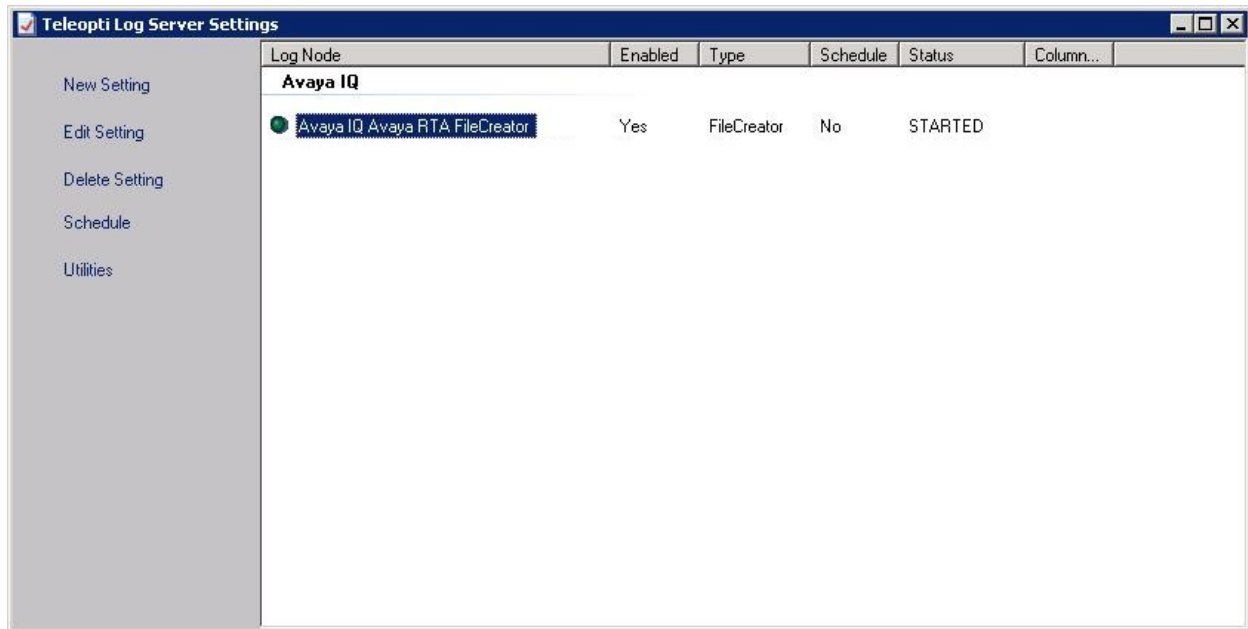 Teleopti Log Server Settings
New Setting
Edit Setting
Delete Setting
Schedule
Utilities
Log Node Enabled Type Schedule Status Column...
Avaya IQ
Avaya IQ Avaya RTA FileCreator Yes FileCreator No STARTED